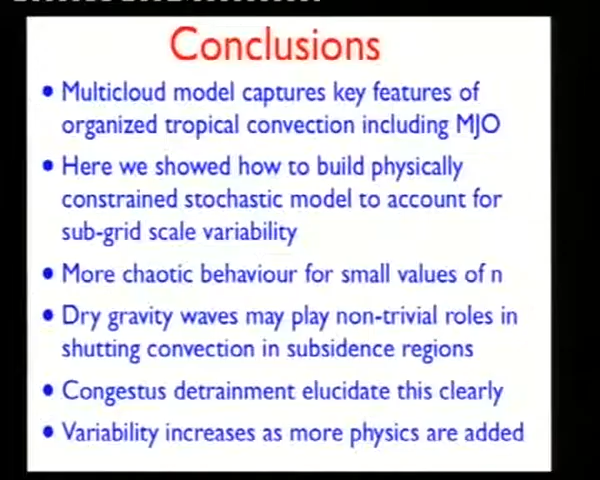 Conclusions
• Multicloud model captures key features of
organized tropical convection including MJO
• Here we showed how to build physically
constrained stochastic model to account for
sub-grid scale variability
• More chaotic behaviour for small values of n
• Dry gravity waves may play non-trivial roles in
shutting convection in subsidence regions
• Congestus detrainment elucidate this clearly
• Variability increases as more physics are added